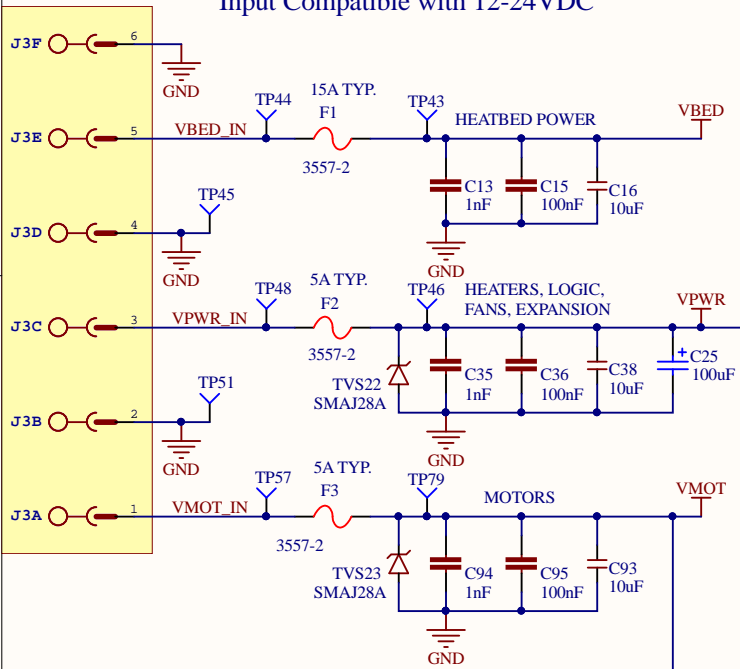 Input Compatible with 12-24VDC
J3F
6
GND
J3E
5
VBED_IN
TP44
15A TYP.
F1
3557-2
TP43
HEATBED POWER
VBED
C13
1nF
C15
100nF
C16
10uF
GND
J3D
4
TP45
GND
J3C
3
VPWR_IN
TP48
5A TYP.
F2
3557-2
TP46
HEATERS, LOGIC,
FANS, EXPANSION
VPWR
TVS22
SMAJ28A
C35
1nF
C36
100nF
C38
10uF
+
C25
100uF
GND
J3B
2
TP51
GND
J3A
1
VMOT_IN
TP57
5A TYP.
F3
3557-2
TP79
MOTORS
VMOT
TVS23
SMAJ28A
C94
1nF
C95
100nF
C93
10uF
GND